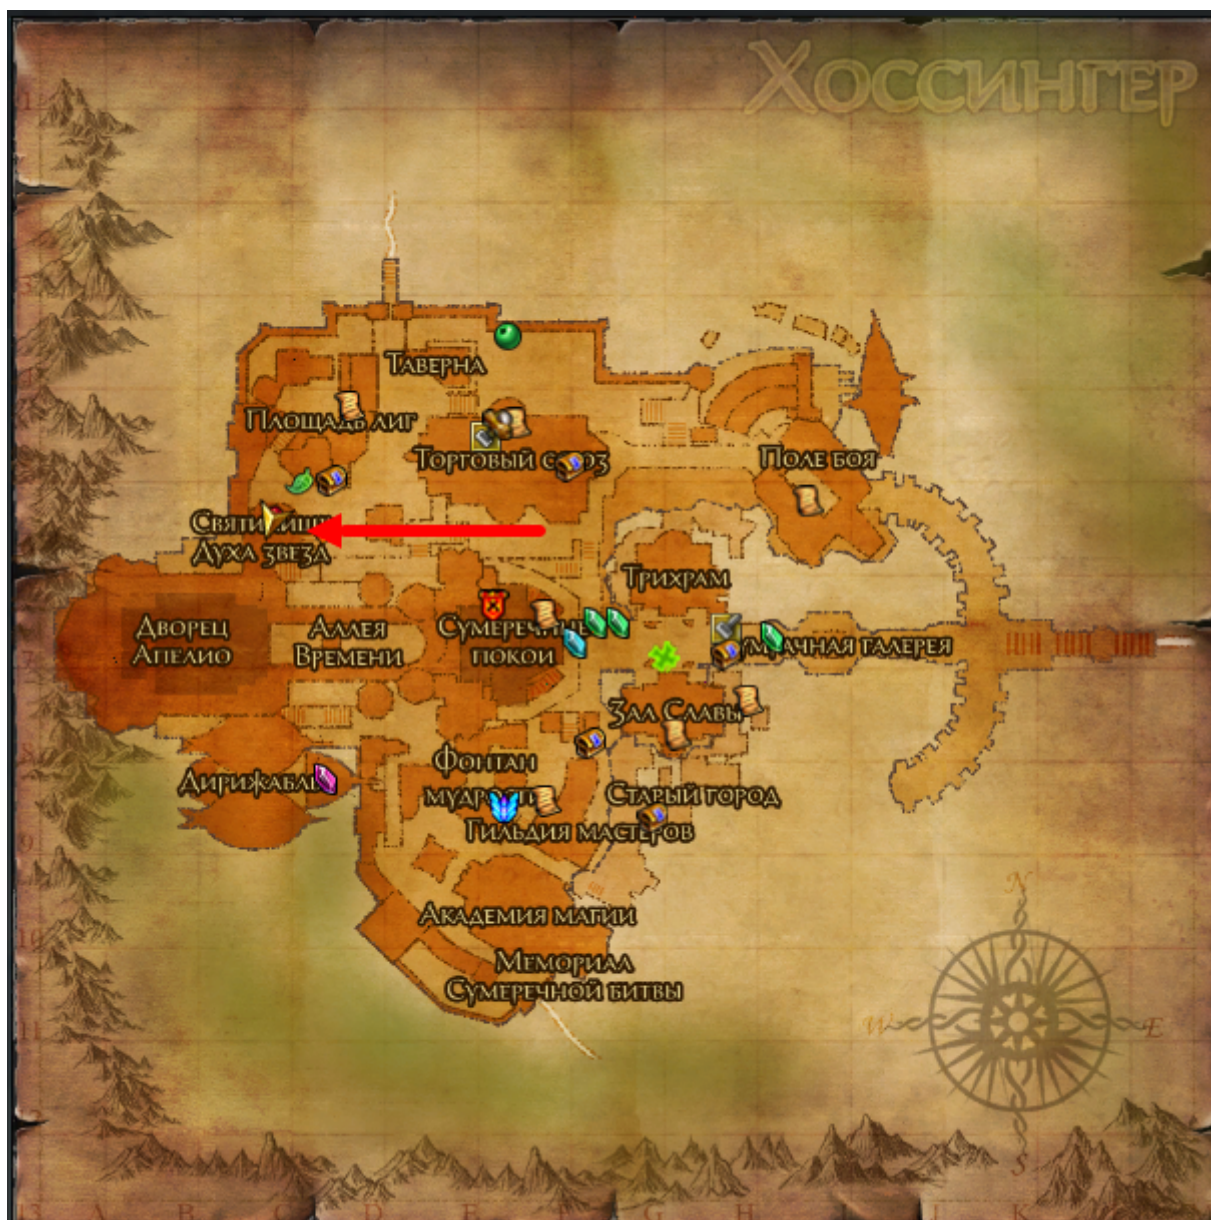 Хоссингер
Таверна
Площадь лиг
Торговый союз
Поле боя
Святилище
Духа звезд
Трихрам
Дворец
Апелио
Аллея
Времени
Сумеречные
покои
галерея
Зал Славы
Дирижабль
Фонтан
мудрости
Старый город
Гильдия мастеров
Академия магии
Мемориал
Сумеречной битвы
N
W
E
S